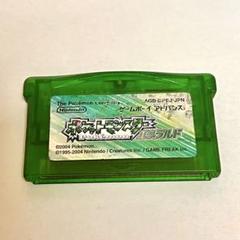 The Pokémon Company
Nintendo
AGB-BPEJ-JPN
ゲームボーイ アドバンス
ポケットモンスター
エメラルド
©2004 Pokémon.
©1995-2004 Nintendo / Creatures inc. / GAME FREAK inc.